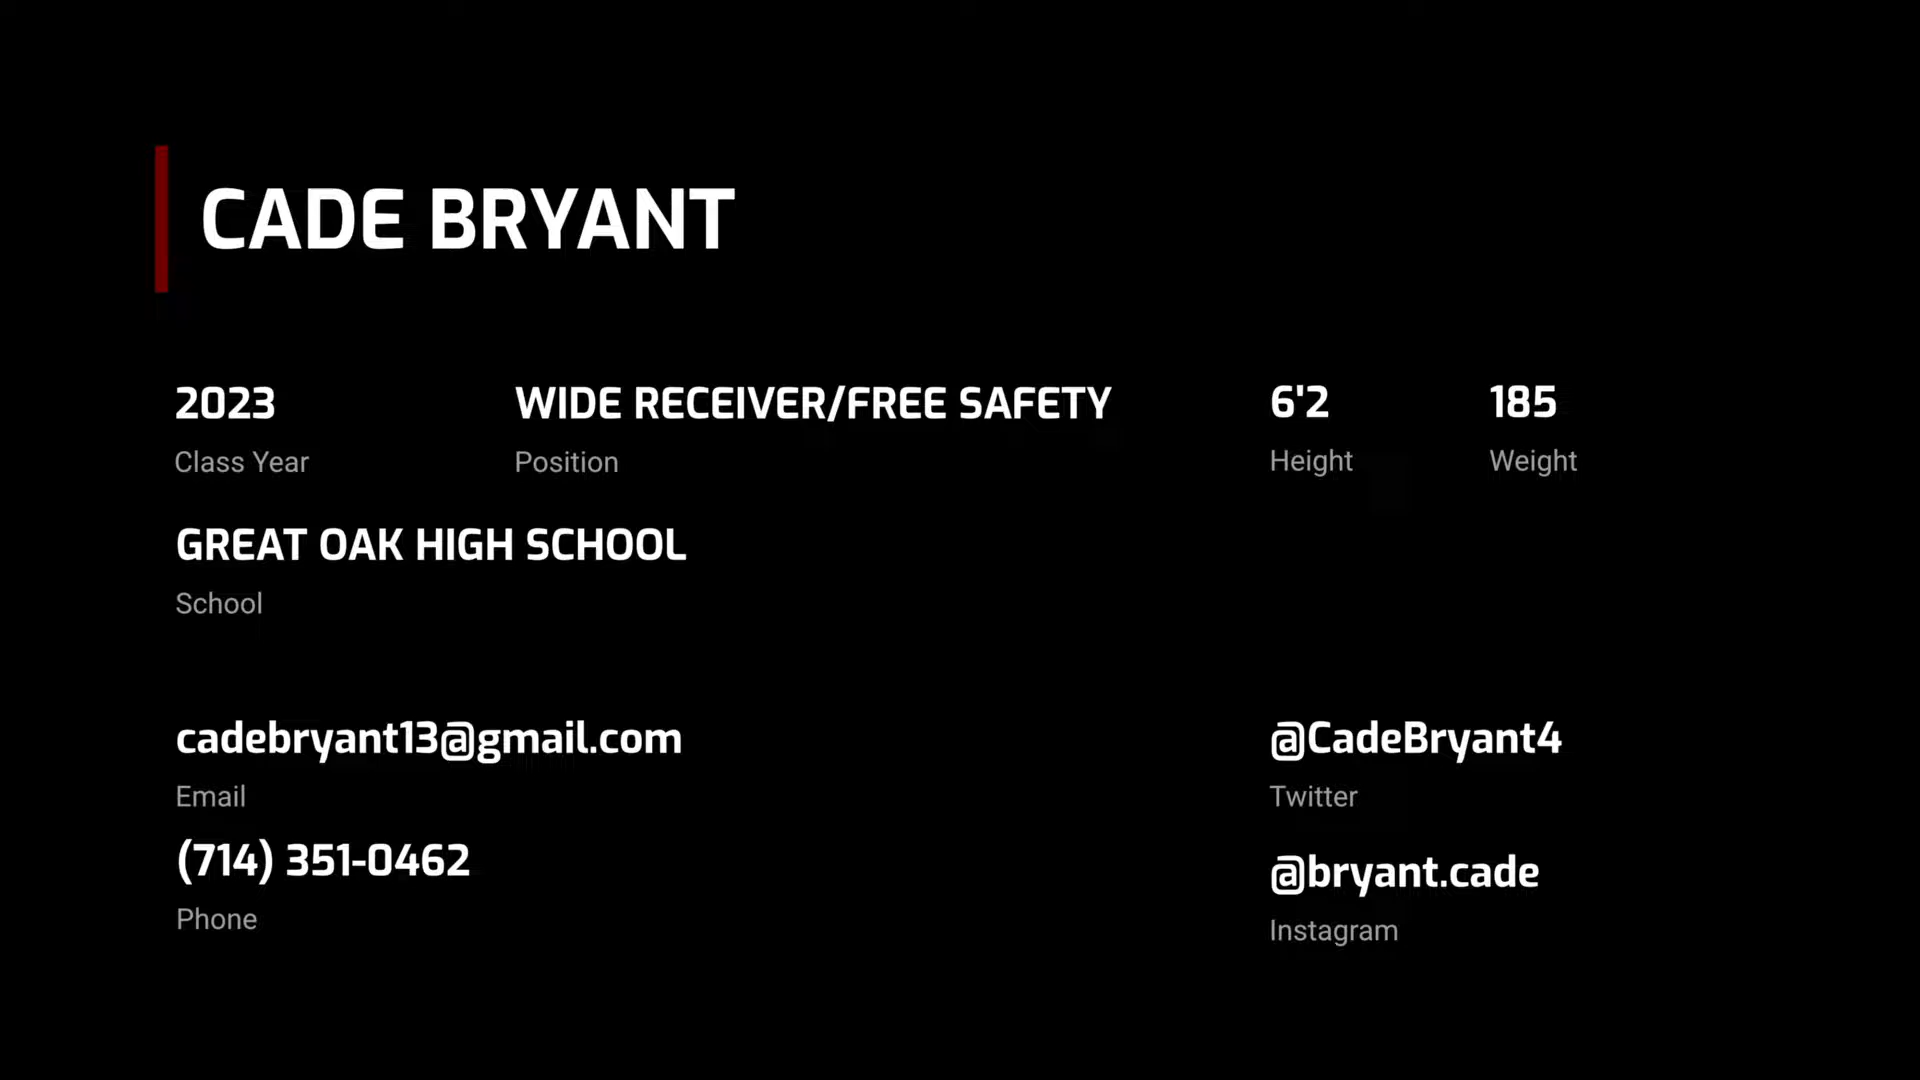 CADE BRYANT
2023 WIDE RECEIVER/FREE SAFETY 6'2 185
Class Year Position Height Weight
GREAT OAK HIGH SCHOOL
School
cadebryant13@gmail.com @CadeBryant4
Email Twitter
(714) 351-0462 @bryant.cade
Phone Instagram